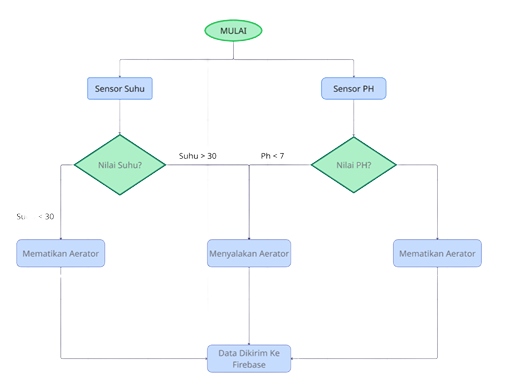 MULAI
Sensor Suhu
Sensor PH
Suhu > 30
Ph < 7
Nilai Suhu?
Nilai PH?
< 30
Mematikan Aerator
Menyalakan Aerator
Mematikan Aerator
Data Dikirim Ke
Firebase